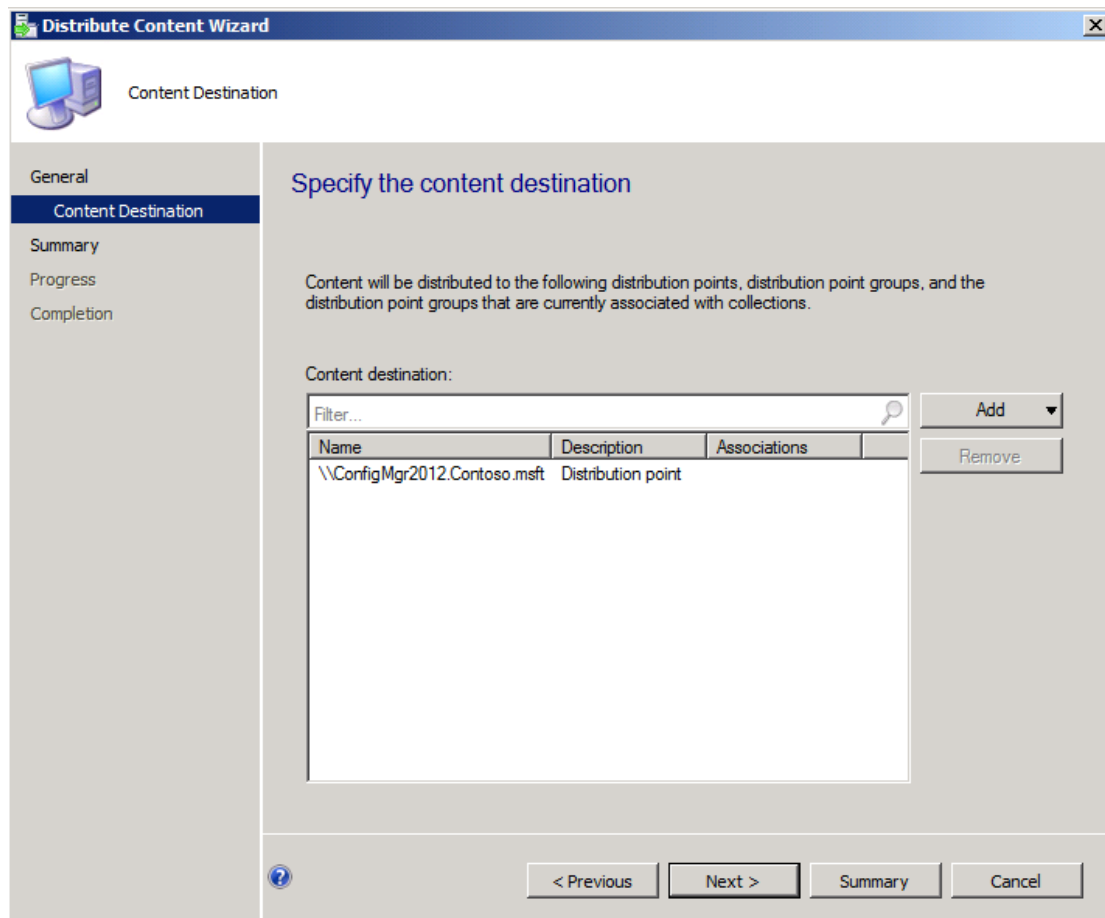 Distribute Content Wizard
Content Destination
General
Content Destination
Summary
Progress
Completion
Specify the content destination
Content will be distributed to the following distribution points, distribution point groups, and the
distribution point groups that are currently associated with collections.
Content destination:
Filter...
Add
Remove
Name Description Associations
\\ConfigMgr2012.Contoso.msft Distribution point
< Previous Next > Summary Cancel